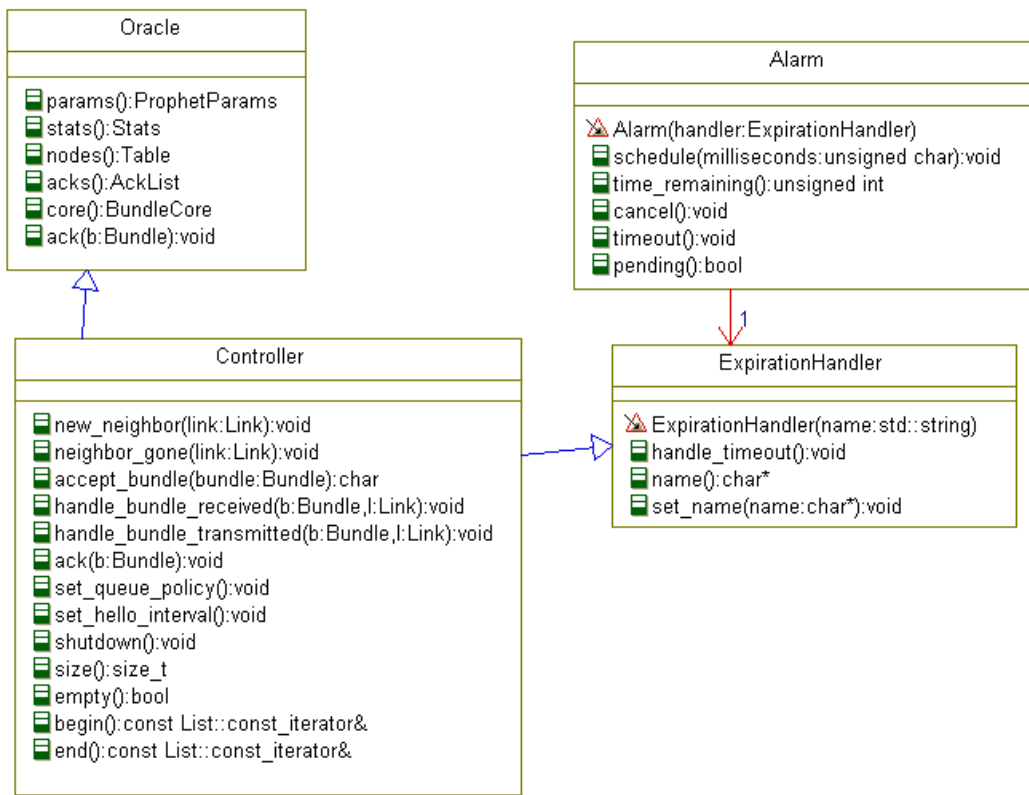 Oracle
params():ProphetParams
stats():Stats
nodes():Table
acks():AckList
core():BundleCore
ack(b:Bundle):void
Alarm
Alarm(handler:ExpirationHandler)
schedule(milliseconds:unsigned char):void
time_remaining():unsigned int
cancel():void
timeout():void
pending():bool
1
Controller
new_neighbor(link:Link):void
neighbor_gone(link:Link):void
accept_bundle(bundle:Bundle):char
handle_bundle_received(b:Bundle,l:Link):void
handle_bundle_transmitted(b:Bundle,l:Link):void
ack(b:Bundle):void
set_queue_policy():void
set_hello_interval():void
shutdown():void
size():size_t
empty():bool
begin():const List::const_iterator&
end():const List::const_iterator&
ExpirationHandler
ExpirationHandler(name:std::string)
handle_timeout():void
name():char*
set_name(name:char*):void